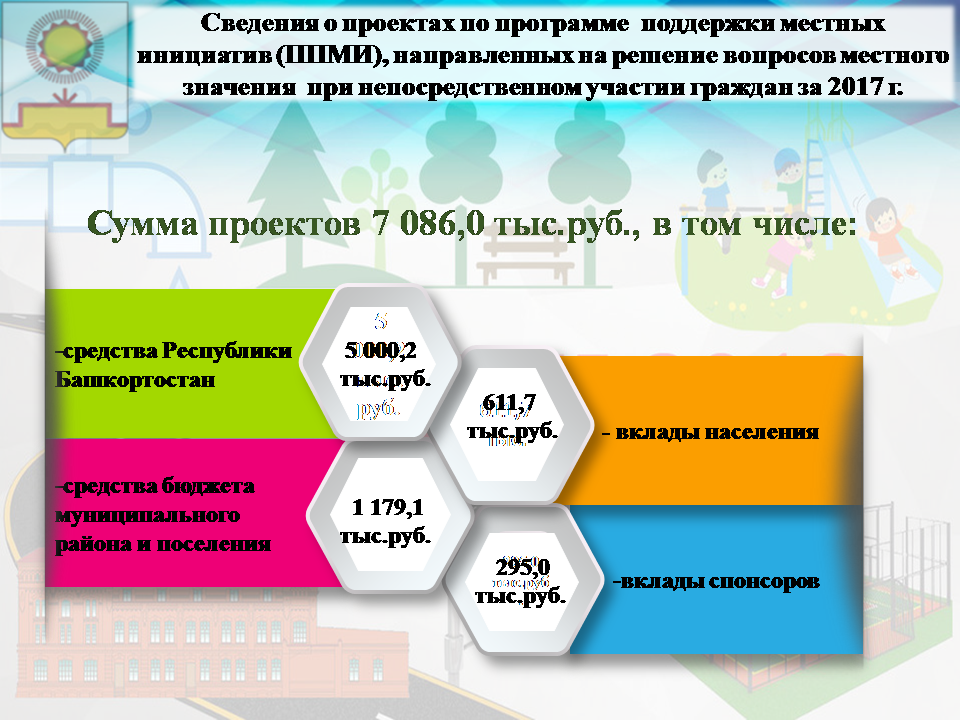 Сведения о проектах по программе поддержки местных
инициатив (ППМИ), направленных на решение вопросов местного
значения при непосредственном участии граждан за 2017 г.
Сумма проектов 7 086,0 тыс.руб., в том числе:
-средства Республики
Башкортостан
5 000,2
тыс.руб.
611,7
тыс.руб.
- вклады населения
-средства бюджета
муниципального
района и поселения
1 179,1
тыс.руб.
295,0
тыс.руб.
-вклады спонсоров